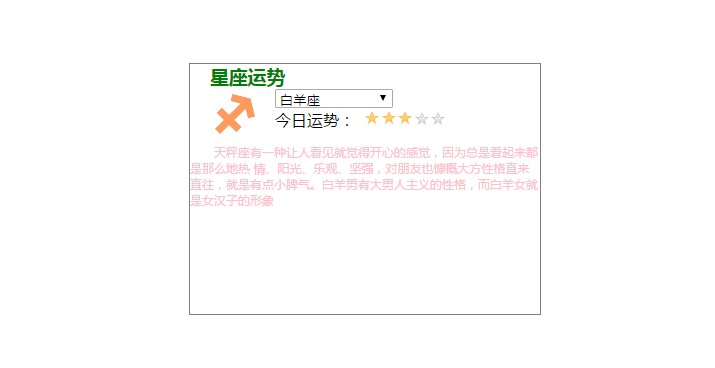 星座运势
白羊座
今日运势：
天秤座有一种让人看见就觉得开心的感觉，因为总是看起来都
是那么地热 情、阳光、乐观、坚强，对朋友也慷概大方性格直来
直往，就是有点小脾气。白羊男有大男人主义的性格，而白羊女就
是女汉子的形象